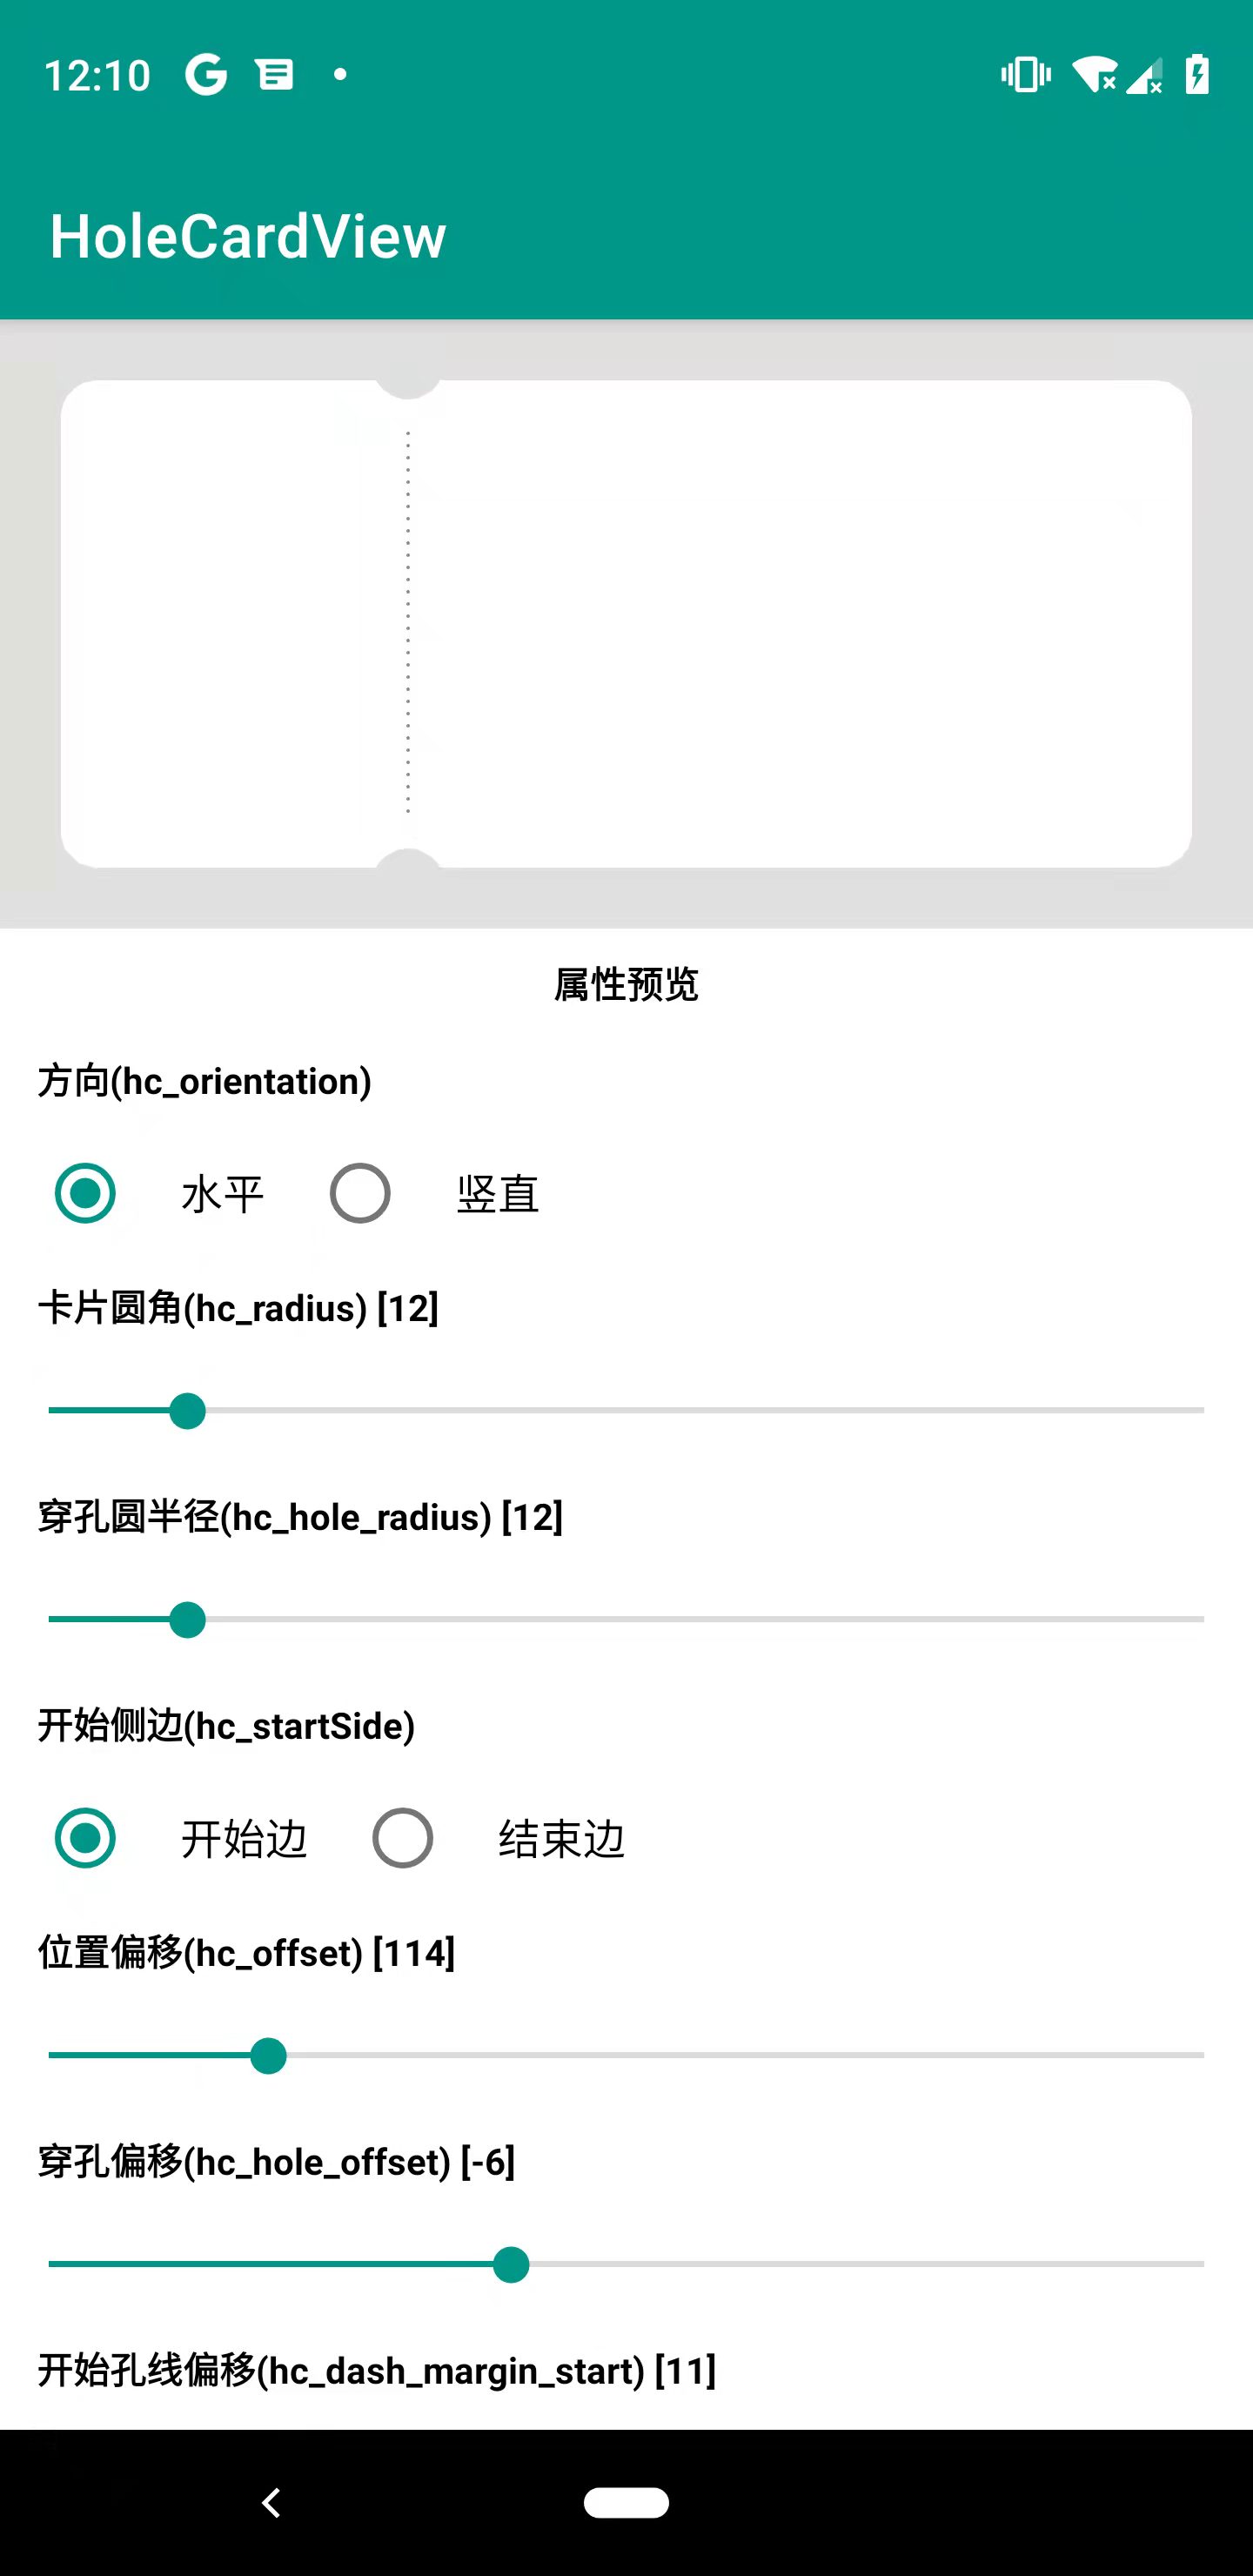 12:10
HoleCardView
属性预览
方向(hc_orientation)
水平 竖直
卡片圆角(hc_radius) [12]
穿孔圆半径(hc_hole_radius) [12]
开始侧边(hc_startSide)
开始边 结束边
位置偏移(hc_offset) [114]
穿孔偏移(hc_hole_offset) [-6]
开始孔线偏移(hc_dash_margin_start) [11]